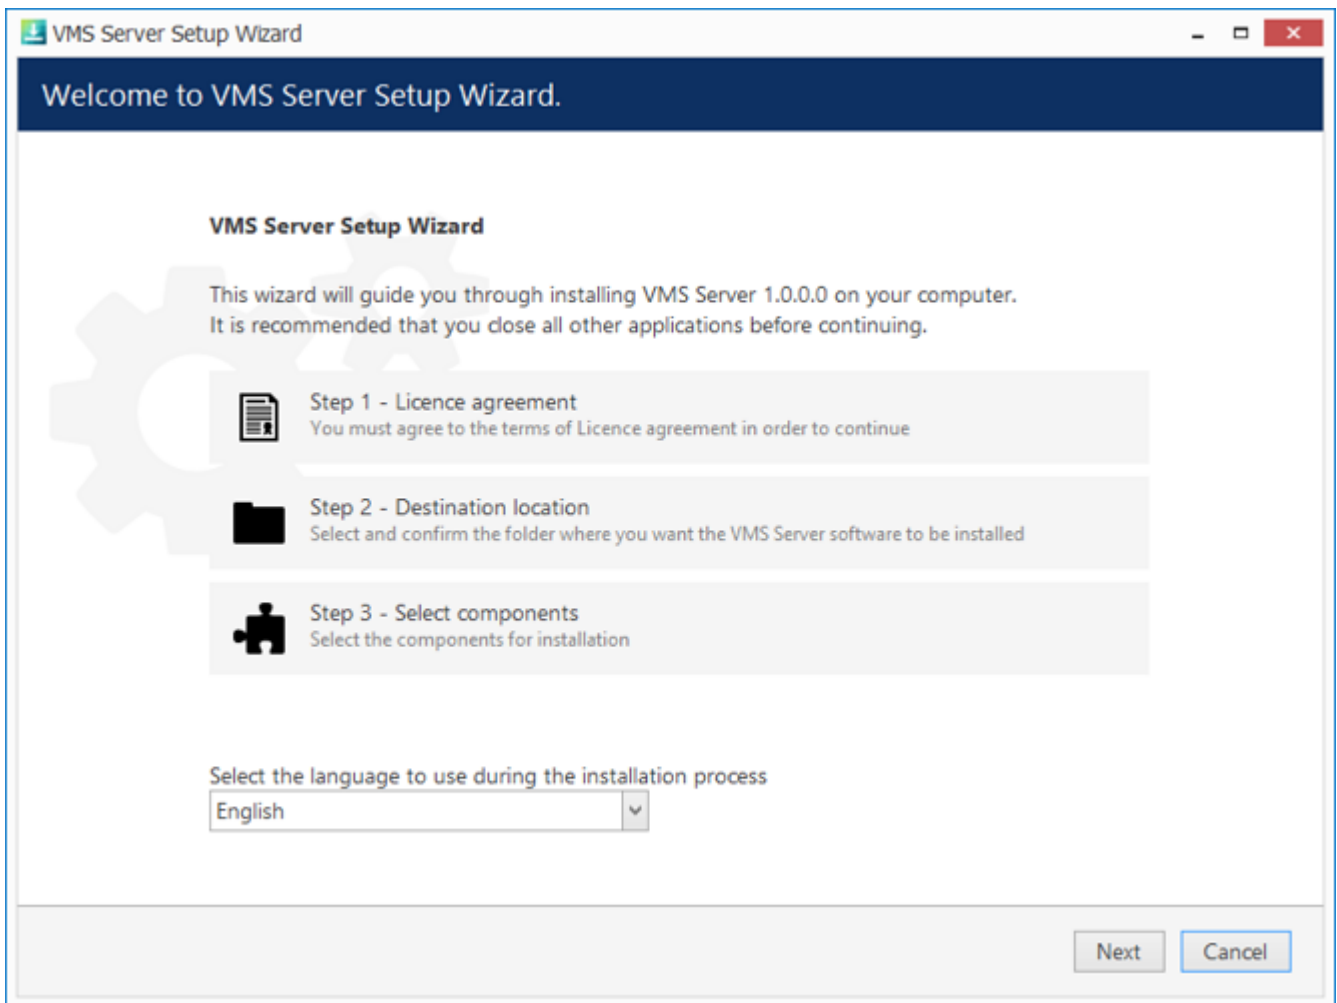 VMS Server Setup Wizard
Welcome to VMS Server Setup Wizard.
VMS Server Setup Wizard
This wizard will guide you through installing VMS Server 1.0.0.0 on your computer.
It is recommended that you close all other applications before continuing.
Step 1 - Licence agreement
You must agree to the terms of Licence agreement in order to continue
Step 2 - Destination location
Select and confirm the folder where you want the VMS Server software to be installed
Step 3 - Select components
Select the components for installation
Select the language to use during the installation process
English
Next Cancel